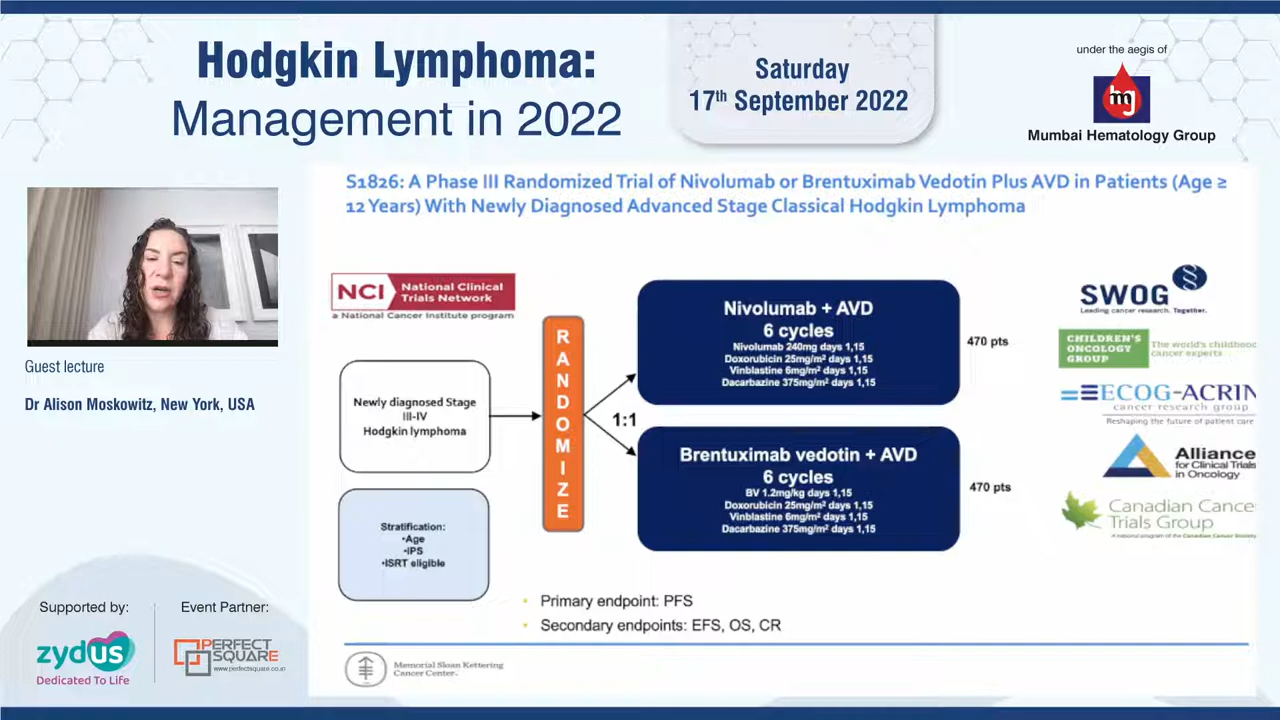 Hodgkin Lymphoma:
Management in 2022
Saturday
17th September 2022
under the aegis of
mg
Mumbai Hematology Group
Guest lecture
Dr Alison Moskowitz, New York, USA
S1826: A Phase III Randomized Trial of Nivolumab or Brentuximab Vedotin Plus AVD in Patients (Age ≥
12 Years) With Newly Diagnosed Advanced Stage Classical Hodgkin Lymphoma
NCI National Clinical
Trials Network
a National Cancer Institute program
Newly diagnosed Stage
III-IV
Hodgkin lymphoma
Stratification:
•Age
•IPS
•ISRT eligible
RANDOMIZE
1:1
Nivolumab + AVD
6 cycles
Nivolumab 240mg days 1,15
Doxorubicin 25mg/m² days 1,15
Vinblastine 6mg/m² days 1,15
Dacarbazine 375mg/m² days 1,15
470 pts
Brentuximab vedotin + AVD
6 cycles
BV 1.2mg/kg days 1,15
Doxorubicin 25mg/m² days 1,15
Vinblastine 6mg/m² days 1,15
Dacarbazine 375mg/m² days 1,15
470 pts
SWOG
Leading cancer research. Together.
CHILDREN'S
ONCOLOGY
GROUP
The world's childhoo
cancer experts
ECOG-ACRIN
cancer research group
Reshaping the future of patient care
Alliance
for Clinical Trials
in Oncology
Canadian Cance
Trials Group
A national program of the Canadian Cancer Society
• Primary endpoint: PFS
• Secondary endpoints: EFS, OS, CR
Memorial Sloan Kettering
Cancer Center
Supported by:
zydus
Dedicated To Life
Event Partner:
PERFECT
SQUARE
www.perfectsquare.co.in